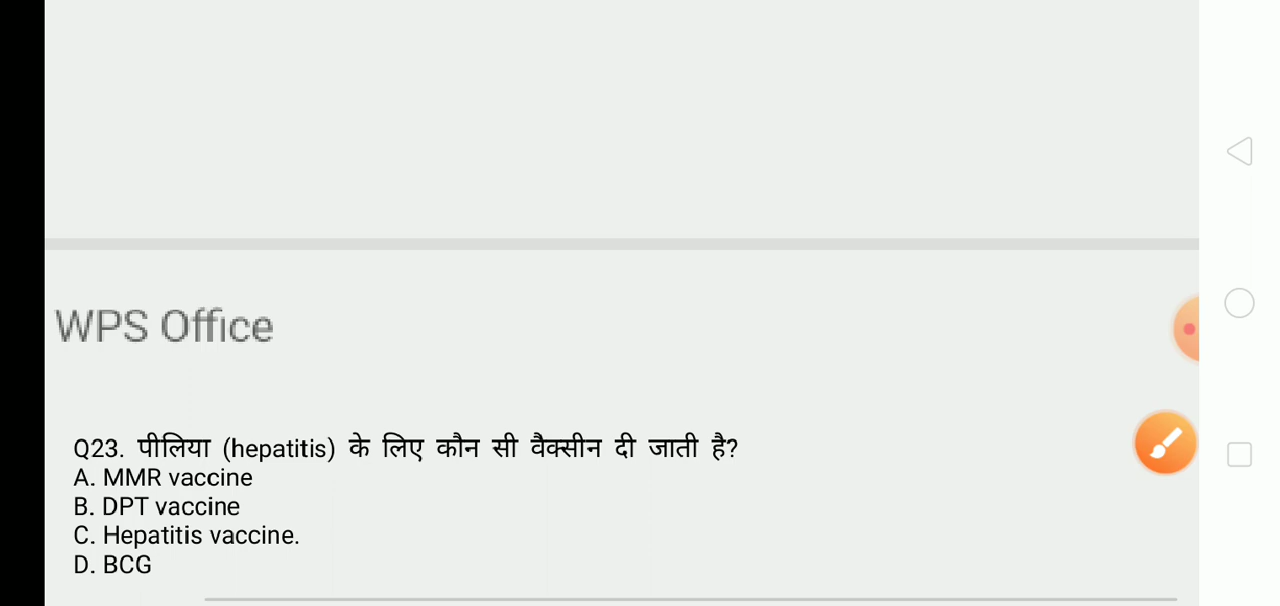 WPS Office
Q23. पीलिया (hepatitis) के लिए कौन सी वैक्सीन दी जाती है?
A. MMR vaccine
B. DPT vaccine
C. Hepatitis vaccine.
D. BCG